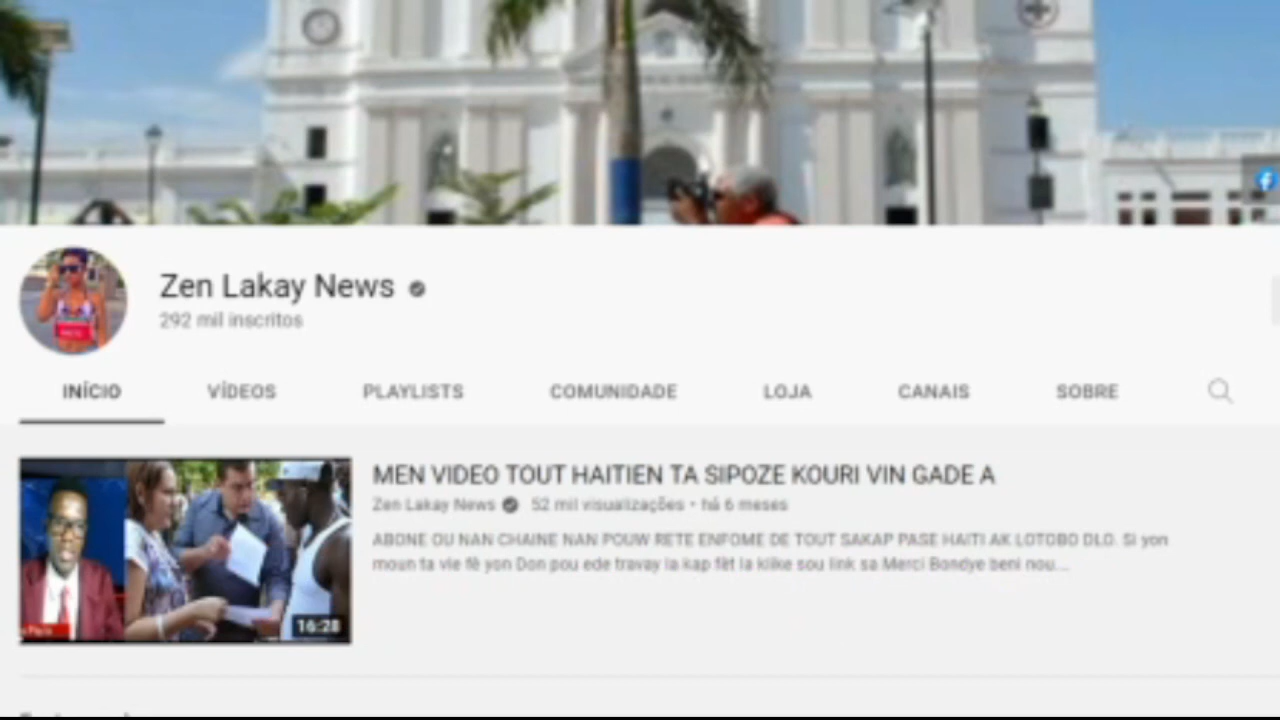 Zen Lakay News
292 mil inscritos
INÍCIO VÍDEOS PLAYLISTS COMUNIDADE LOJA CANAIS SOBRE
MEN VIDEO TOUT HAITIEN TA SIPOZE KOURI VIN GADE A
Zen Lakay News 52 mil visualizações • há 6 meses
ABONE OU NAN CHAINE NAN POUW RETE ENFOME DE TOUT SAKAP PASE HAITI AK LOTOBO DLO. Si yon
moun ta vle fè yon Don pou ede travay la kap fèt la klike sou link sa Merci Bondye beni nou...
16:28